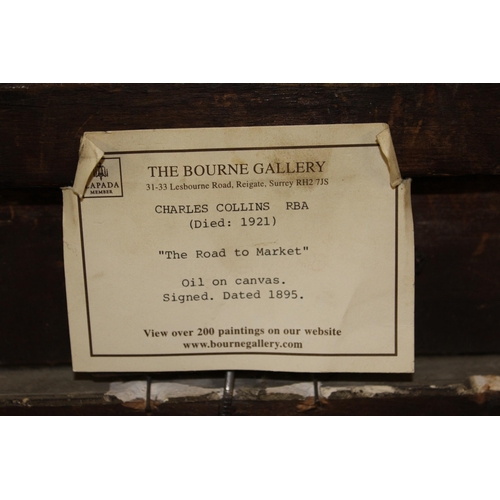 LAPADA
MEMBER
THE BOURNE GALLERY
31-33 Lesbourne Road, Reigate, Surrey RH2 7JS
CHARLES COLLINS RBA
(Died: 1921)
"The Road to Market"
Oil on canvas.
Signed. Dated 1895.
View over 200 paintings on our website
www.bournegallery.com